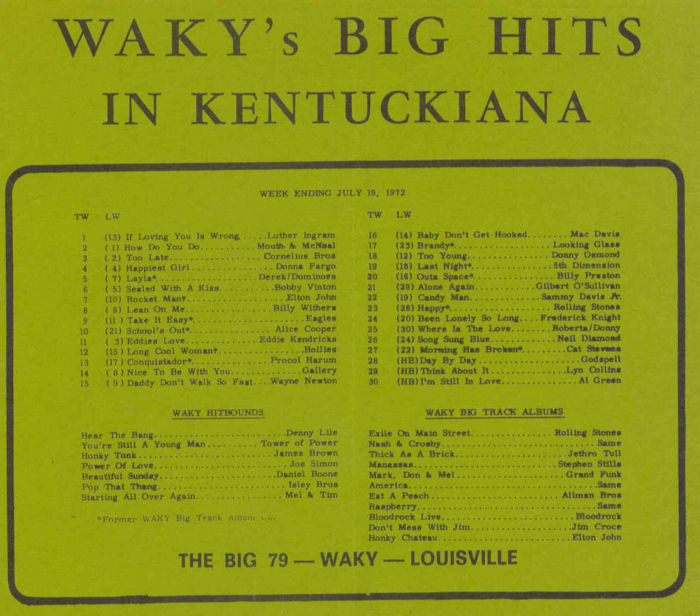 WAKY's BIG HITS
IN KENTUCKIANA
WEEK ENDING JULY 19, 1972
TW LW
1 (13) If Loving You Is Wrong.....Luther Ingram
2 ( 1) How Do You Do..........Mouth & McNeal
3 ( 2) Too Late...............Cornelius Bros
4 ( 4) Happiest Girl............Donna Fargo
5 ( 7) Layla*................Derek/Dominoes
6 ( 5) Sealed With A Kiss.........Bobby Vinton
7 (10) Rocket Man*...............Elton John
8 ( 6) Lean On Me...............Billy Withers
9 (11) Take It Easy*..................Eagles
10 (21) School's Out*.............Alice Cooper
11 ( 3) Eddies Love...........Eddie Kendricks
12 (15) Long Cool Woman*..............Hollies
13 (17) Conquistador*............Procol Harum
14 ( 8) Nice To Be With You............Gallery
15 ( 9) Daddy Don't Walk So Fast...Wayne Newton
TW LW
16 (14) Baby Don't Get Hooked........Mac Davis
17 (23) Brandy*................Looking Glass
18 (12) Too Young.............Donny Osmond
19 (18) Last Night*.............5th Dimension
20 (16) Outa Space*.............Billy Preston
21 (29) Alone Again.........Gilbert O'Sullivan
22 (19) Candy Man.........Sammy Davis Jr.
23 (28) Happy*................Rolling Stones
24 (20) Been Lonely So Long....Frederick Knight
25 (30) Where Is The Love.......Roberta/Donny
26 (24) Song Sung Blue...........Neil Diamond
27 (22) Morning Has Broken*.......Cat Stevens
28 (HB) Day By Day................Godspell
29 (HB) Think About It............Lyn Collins
30 (HB) I'm Still In Love............Al Green
WAKY HITBOUNDS
Hear The Bang....................Denny Lile
You're Still A Young Man.........Tower of Power
Honky Tonk.....................James Brown
Power Of Love....................Joe Simon
Beautiful Sunday................Daniel Boone
Pop That Thang....................Isley Bros
Starting All Over Again.............Mel & Tim
*Former WAKY Big Track Album
WAKY BIG TRACK ALBUMS
Exile On Main Street.............Rolling Stones
Nash & Crosby........................Same
Thick As A Brick.................Jethro Tull
Manassas......................Stephen Stills
Mark, Don & Mel.................Grand Funk
America............................Same
Eat A Peach....................Allman Bros
Raspberry...........................Same
Bloodrock Live..................Bloodrock
Don't Mess With Jim..............Jim Croce
Honky Chateau....................Elton John
THE BIG 79 — WAKY — LOUISVILLE